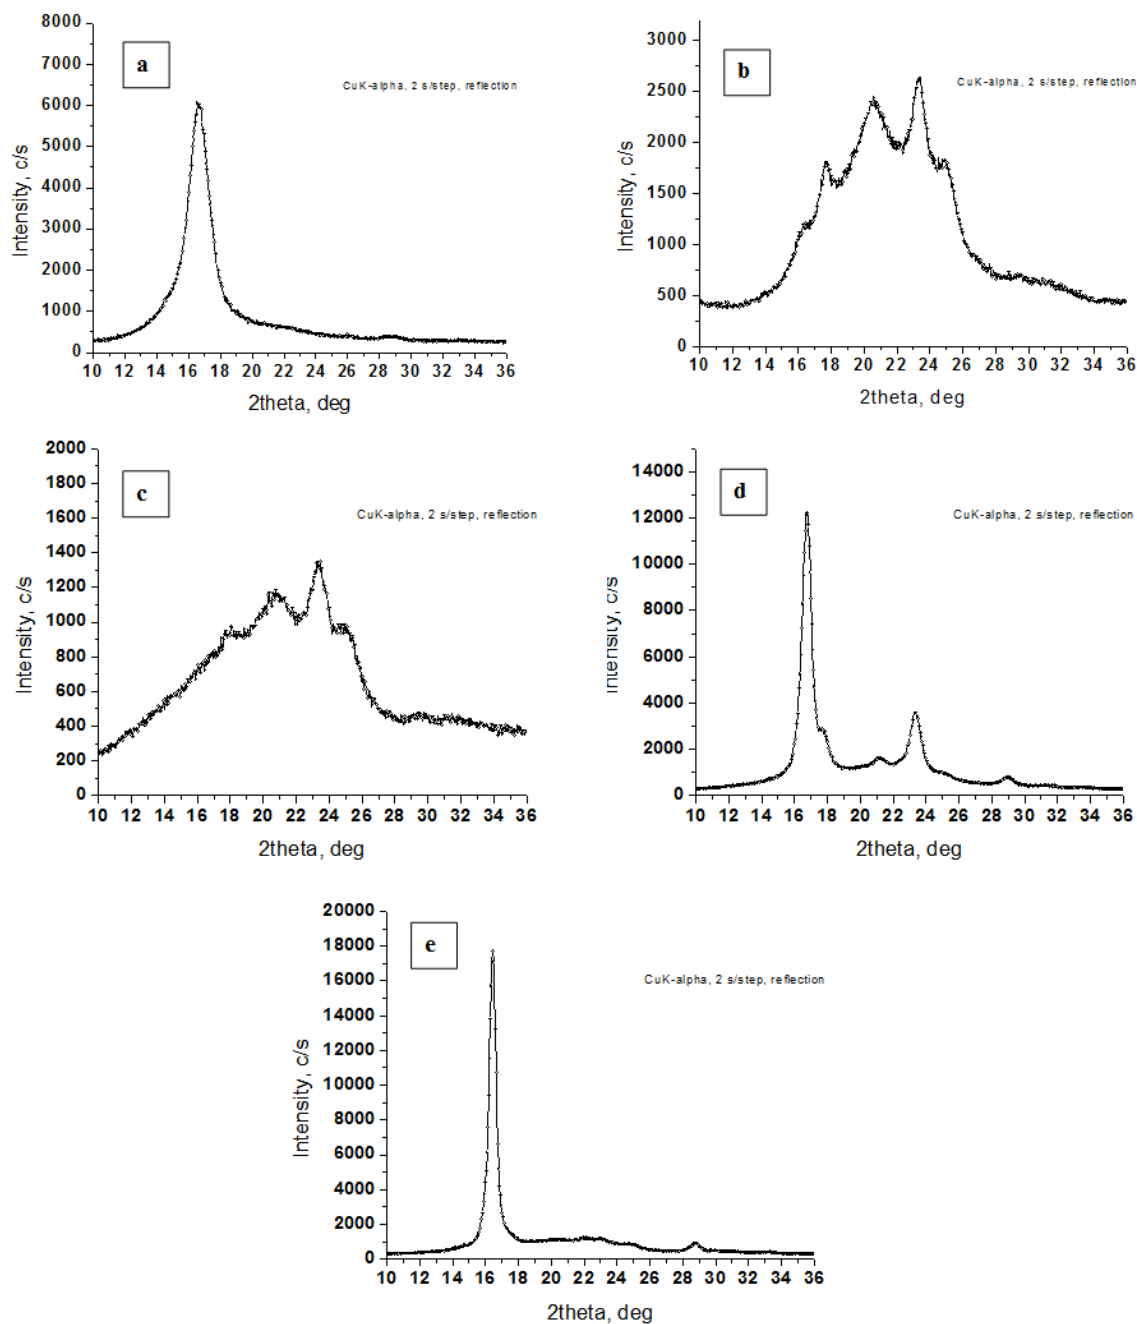 a
CuK-alpha, 2 s/step, reflection
Intensity, c/s
8000
7000
6000
5000
4000
3000
2000
1000
0
10 12 14 16 18 20 22 24 26 28 30 32 34 36
2theta, deg
b
CuK-alpha, 2 s/step, reflection
Intensity, c/s
3000
2500
2000
1500
1000
500
0
10 12 14 16 18 20 22 24 26 28 30 32 34 36
2theta, deg
c
CuK-alpha, 2 s/step, reflection
Intensity, c/s
2000
1800
1600
1400
1200
1000
800
600
400
200
0
10 12 14 16 18 20 22 24 26 28 30 32 34 36
2theta, deg
d
CuK-alpha, 2 s/step, reflection
Intensity, c/s
14000
12000
10000
8000
6000
4000
2000
0
10 12 14 16 18 20 22 24 26 28 30 32 34 36
2theta, deg
e
CuK-alpha, 2 s/step, reflection
Intensity, c/s
20000
18000
16000
14000
12000
10000
8000
6000
4000
2000
0
10 12 14 16 18 20 22 24 26 28 30 32 34 36
2theta, deg